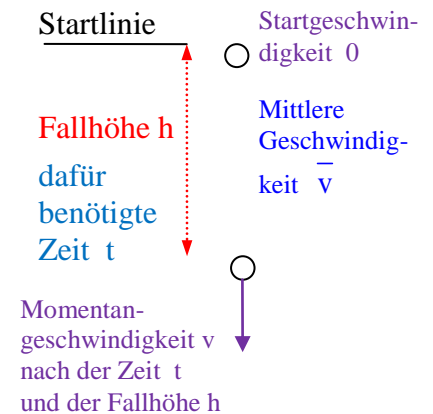 Startlinie
Startgeschwin-
digkeit 0
Fallhöhe h
dafür
benötigte
Zeit t
Mittlere
Geschwindig-
keit v̅
Momentan-
geschwindigkeit v
nach der Zeit t
und der Fallhöhe h